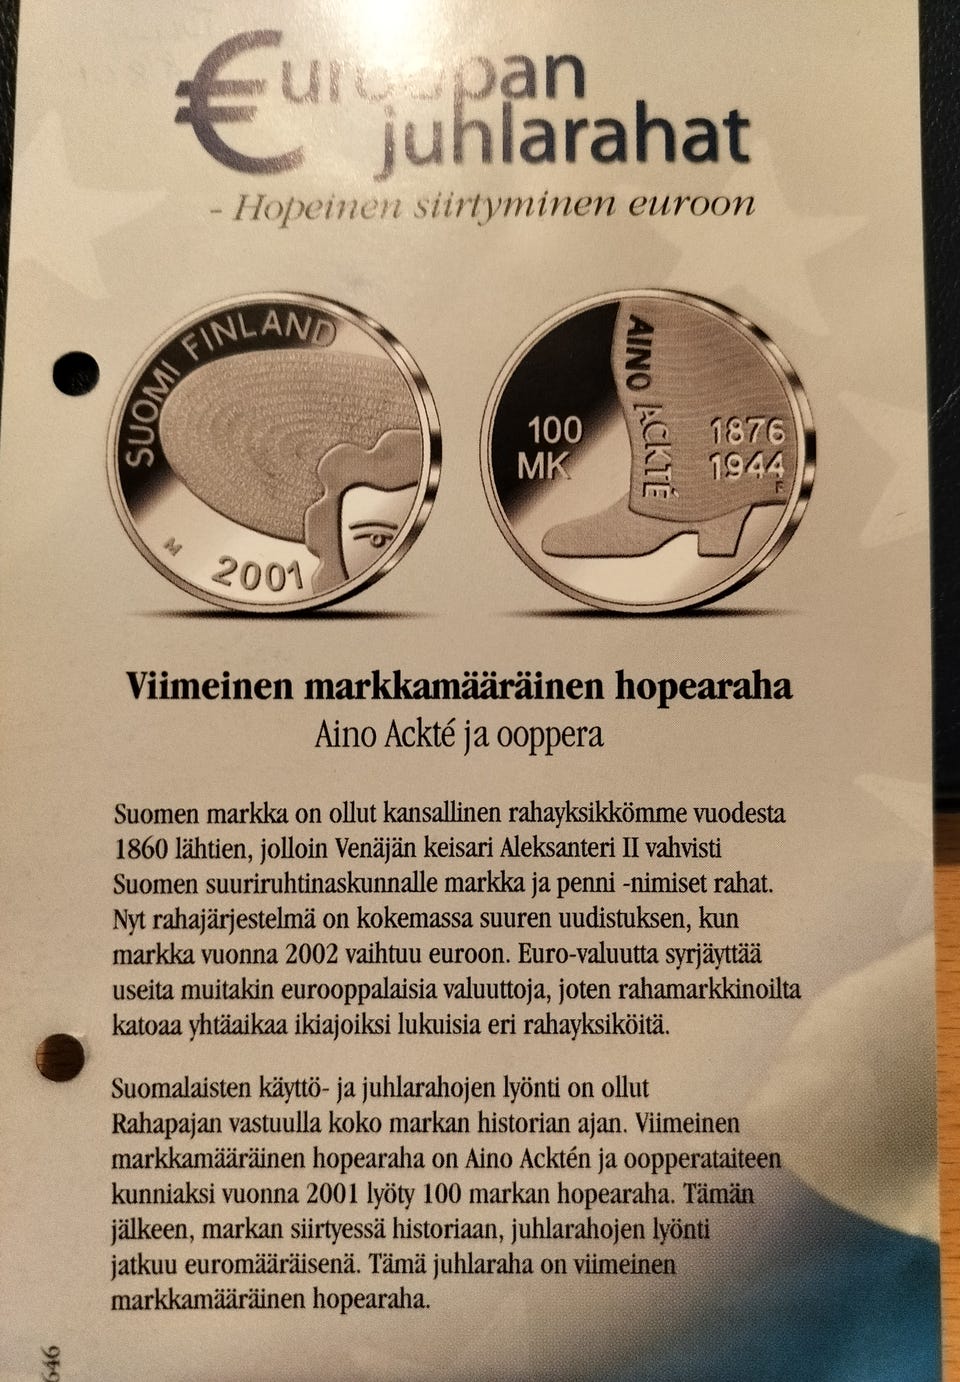 €uroopan
juhlarahat
- Hopeinen siirtyminen euroon
SUOMI FINLAND
M
2001
AINO ACKTÉ
100
MK
1876
1944
F
Viimeinen markkamääräinen hopearaha
Aino Ackté ja ooppera
Suomen markka on ollut kansallinen rahayksikkömme vuodesta
1860 lähtien, jolloin Venäjän keisari Aleksanteri II vahvisti
Suomen suuriruhtinaskunnalle markka ja penni -nimiset rahat.
Nyt rahajärjestelmä on kokemassa suuren uudistuksen, kun
markka vuonna 2002 vaihtuu euroon. Euro-valuutta syrjäyttää
useita muitakin eurooppalaisia valuuttoja, joten rahamarkkinoilta
katoaa yhtäaikaa ikiajoiksi lukuisia eri rahayksiköitä.
Suomalaisten käyttö- ja juhlarahojen lyönti on ollut
Rahapajan vastuulla koko markan historian ajan. Viimeinen
markkamääräinen hopearaha on Aino Acktén ja oopperataiteen
kunniaksi vuonna 2001 lyöty 100 markan hopearaha. Tämän
jälkeen, markan siirtyessä historiaan, juhlarahojen lyönti
jatkuu euromääräisenä. Tämä juhlaraha on viimeinen
markkamääräinen hopearaha.